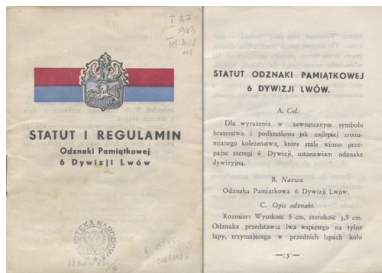 STATUT I REGULAMIN
Odznaki Pamiątkowej
6 Dywizji Lwów
STATUT ODZNAKI PAMIĄTKOWEJ
6 DYWIZJI LWÓW.
A. Cel.
Dla wyrażenia w zewnętrznym symbolu
braterstwa i podkreślenia jak najlepiej zrozu-
mianego koleżeństwa, które stale winno prze-
pajać szeregi 6 Dywizji, ustanawiam odznakę
dywizyjną.
B. Nazwa.
Odznaka Pamiątkowa 6 Dywizji Lwów.
C. Opis odznaki.
Rozmiar: Wysokość 5 cm, szerokość 3,8 cm.
Odznaka przedstawia lwa wspiętego na tylne
łapy, trzymającego w przednich łapach koło
— 3 —